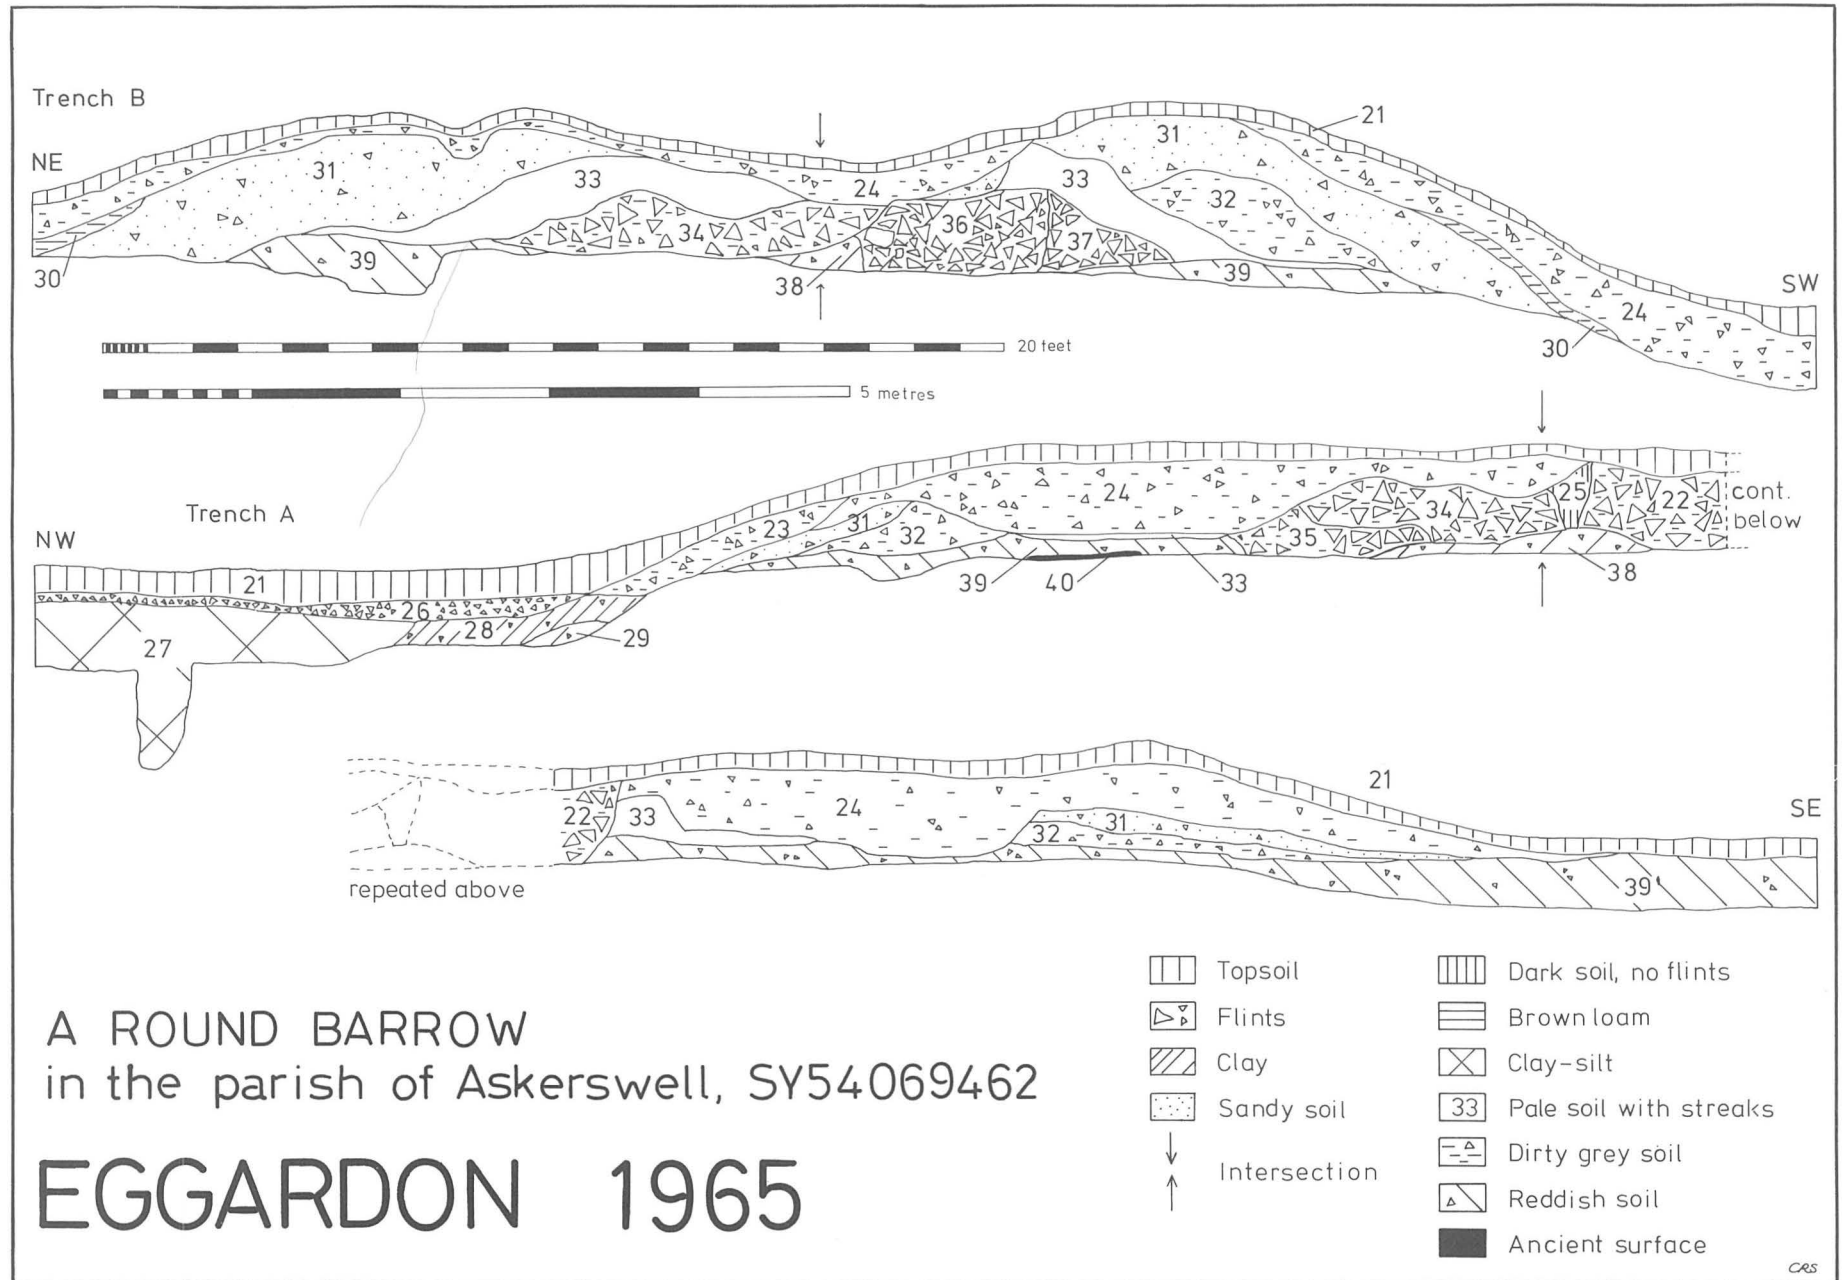 Trench B
21
31
NE
31
33
33
24
32
36
34
37
39
39
38
30
SW
24
30
20 feet
5 metres
Trench A
24
25
22
cont.
34
23
31
32
below
35
NW
39
40
33
38
21
26
28
29
27
21
24
SE
22
33
31
32
39
repeated above
Topsoil
Dark soil, no flints
Flints
Brown loam
Clay
Clay-silt
Sandy soil
33
Pale soil with streaks
Intersection
Dirty grey soil
Reddish soil
Ancient surface
A ROUND BARROW
in the parish of Askerswell, SY54069462
EGGARDON 1965
CRS